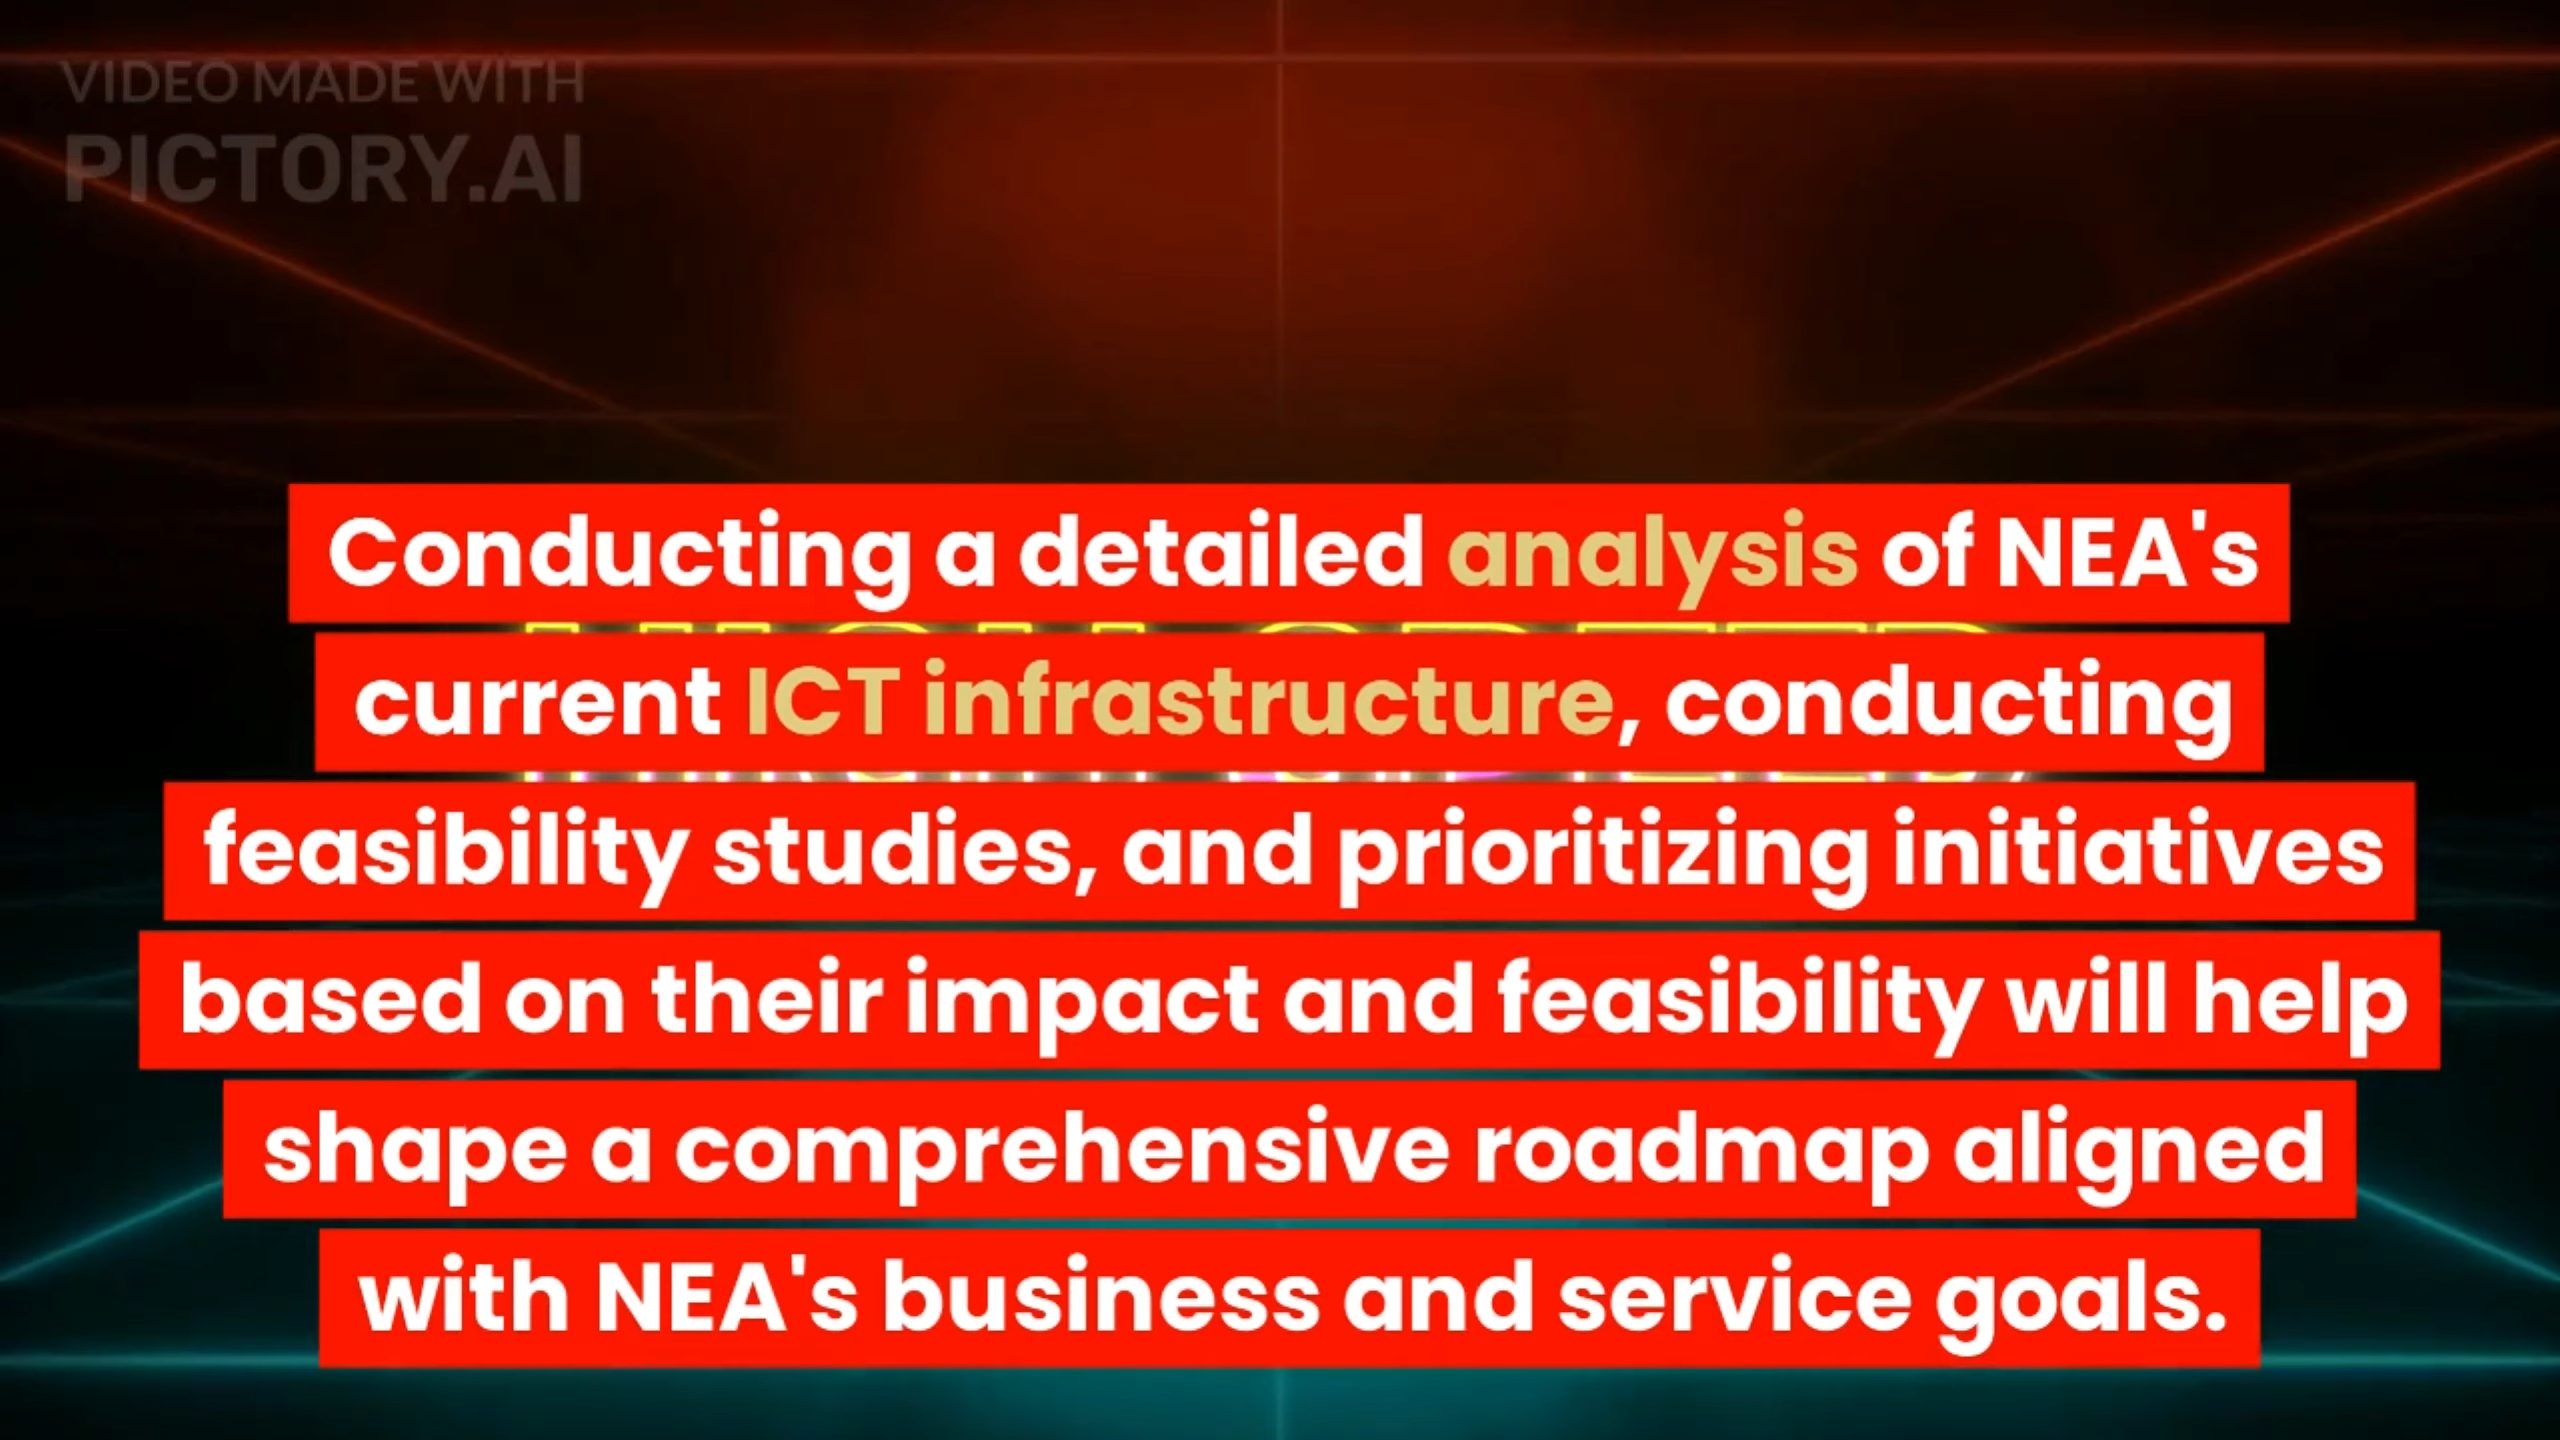 VIDEO MADE WITH
PICTORY.AI
Conducting a detailed analysis of NEA's
current ICT infrastructure, conducting
feasibility studies, and prioritizing initiatives
based on their impact and feasibility will help
shape a comprehensive roadmap aligned
with NEA's business and service goals.